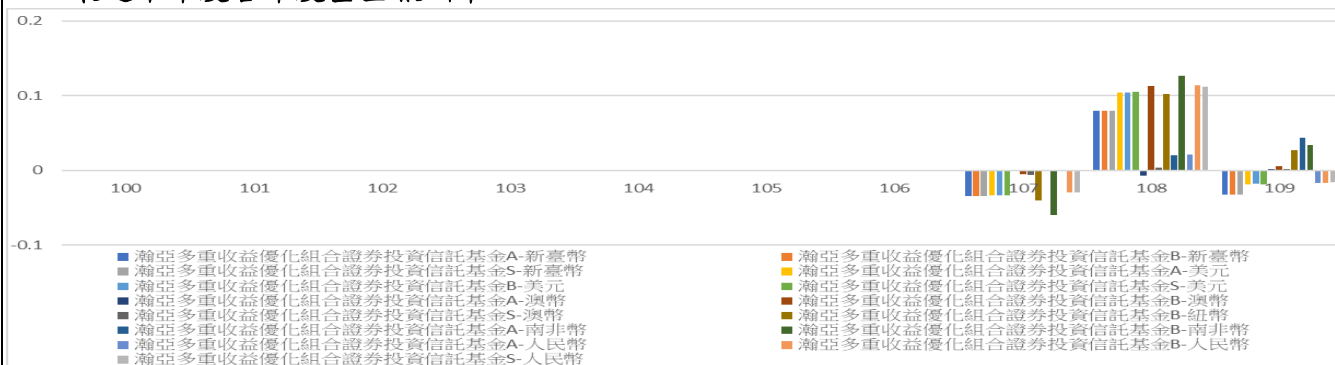 0.2
0.1
0
100 101 102 103 104 105 106 107 108 109
-0.1
瀚亞多重收益優化組合證券投資信託基金A-新臺幣 瀚亞多重收益優化組合證券投資信託基金B-新臺幣
瀚亞多重收益優化組合證券投資信託基金S-新臺幣 瀚亞多重收益優化組合證券投資信託基金A-美元
瀚亞多重收益優化組合證券投資信託基金B-美元 瀚亞多重收益優化組合證券投資信託基金S-美元
瀚亞多重收益優化組合證券投資信託基金A-澳幣 瀚亞多重收益優化組合證券投資信託基金B-澳幣
瀚亞多重收益優化組合證券投資信託基金S-澳幣 瀚亞多重收益優化組合證券投資信託基金B-紐幣
瀚亞多重收益優化組合證券投資信託基金A-南非幣 瀚亞多重收益優化組合證券投資信託基金B-南非幣
瀚亞多重收益優化組合證券投資信託基金A-人民幣 瀚亞多重收益優化組合證券投資信託基金B-人民幣
瀚亞多重收益優化組合證券投資信託基金S-人民幣